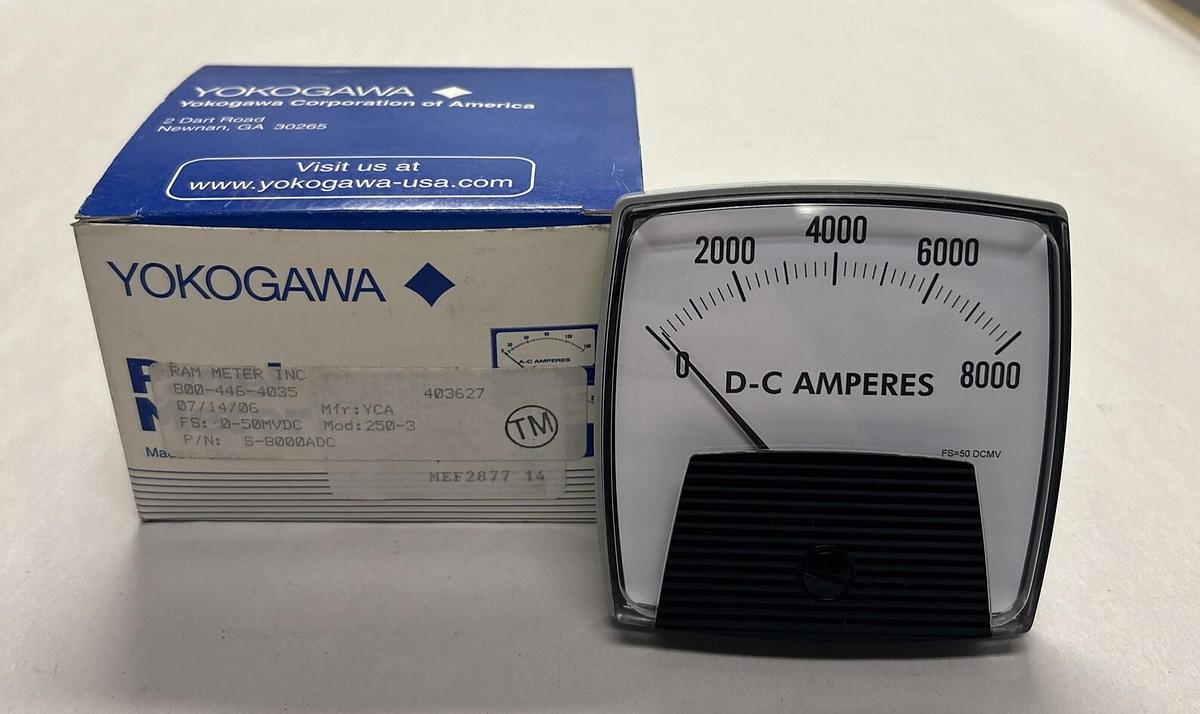 YOKOGAWA
Yokogawa Corporation of America
2 Dart Road
Newnan, GA 30265
Visit us at
www.yokogawa-usa.com
YOKOGAWA
A-C AMPERES
RAM METER INC
800-446-4035 403627
07/14/06 Mfr:YCA
FS: 0-50MVDC Mod:250-3
P/N: S-8000ADC
TM
MEF2877 14
0 2000 4000 6000 8000
D-C AMPERES
FS=50 DCMV